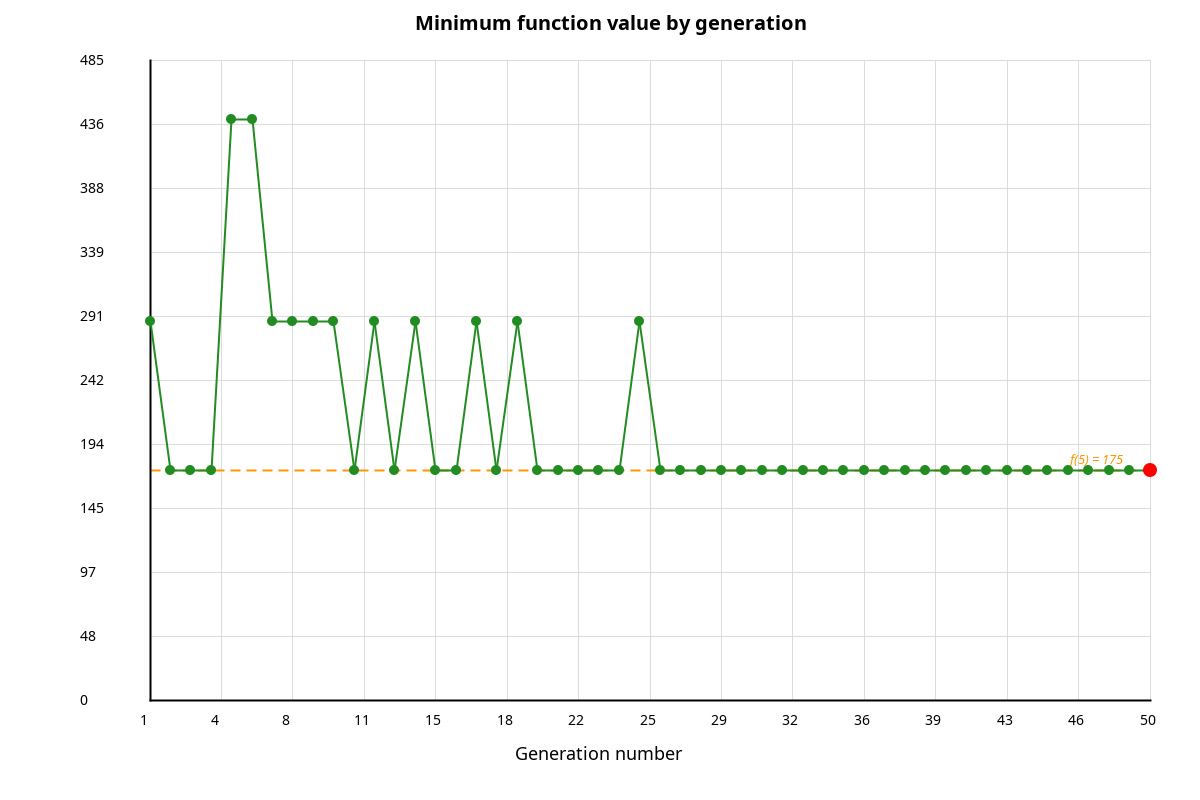 Minimum function value by generation
485
436
388
339
291
242
194
f(5) = 175
145
97
48
0
1 4 8 11 15 18 22 25 29 32 36 39 43 46 50
Generation number